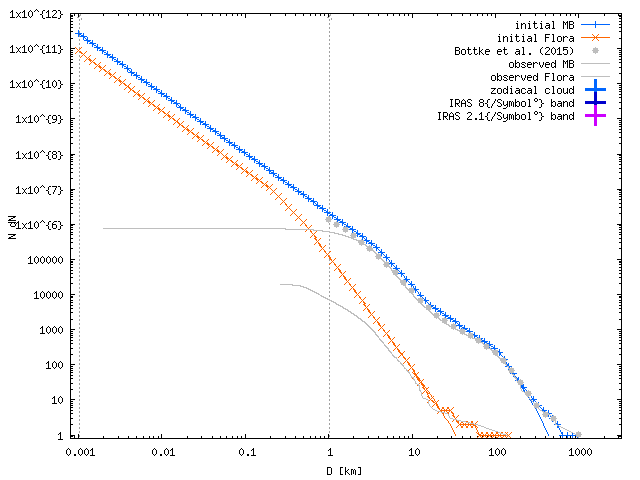 1x10^{12}
1x10^{11}
1x10^{10}
1x10^{9}
1x10^{8}
1x10^{7}
1x10^{6}
100000
10000
1000
100
10
1
N dN
initial MB
initial Flora
Bottke et al. (2015)
observed MB
observed Flora
zodiacal cloud
IRAS 8{/Symbol°} band
IRAS 2.1{/Symbol°} band
0.001 0.01 0.1 1 10 100 1000
D [km]